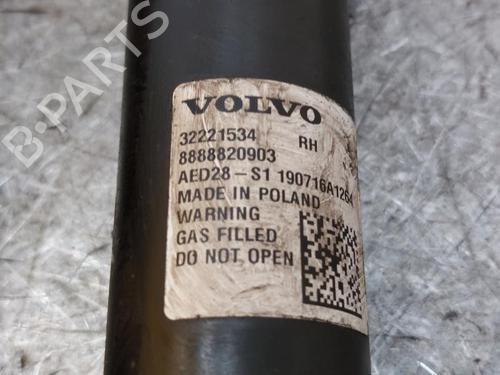 VOLVO
32221534 RH
8888820903
AED28-S1 190716A1264
MADE IN POLAND
WARNING
GAS FILLED
DO NOT OPEN
B-PARTS